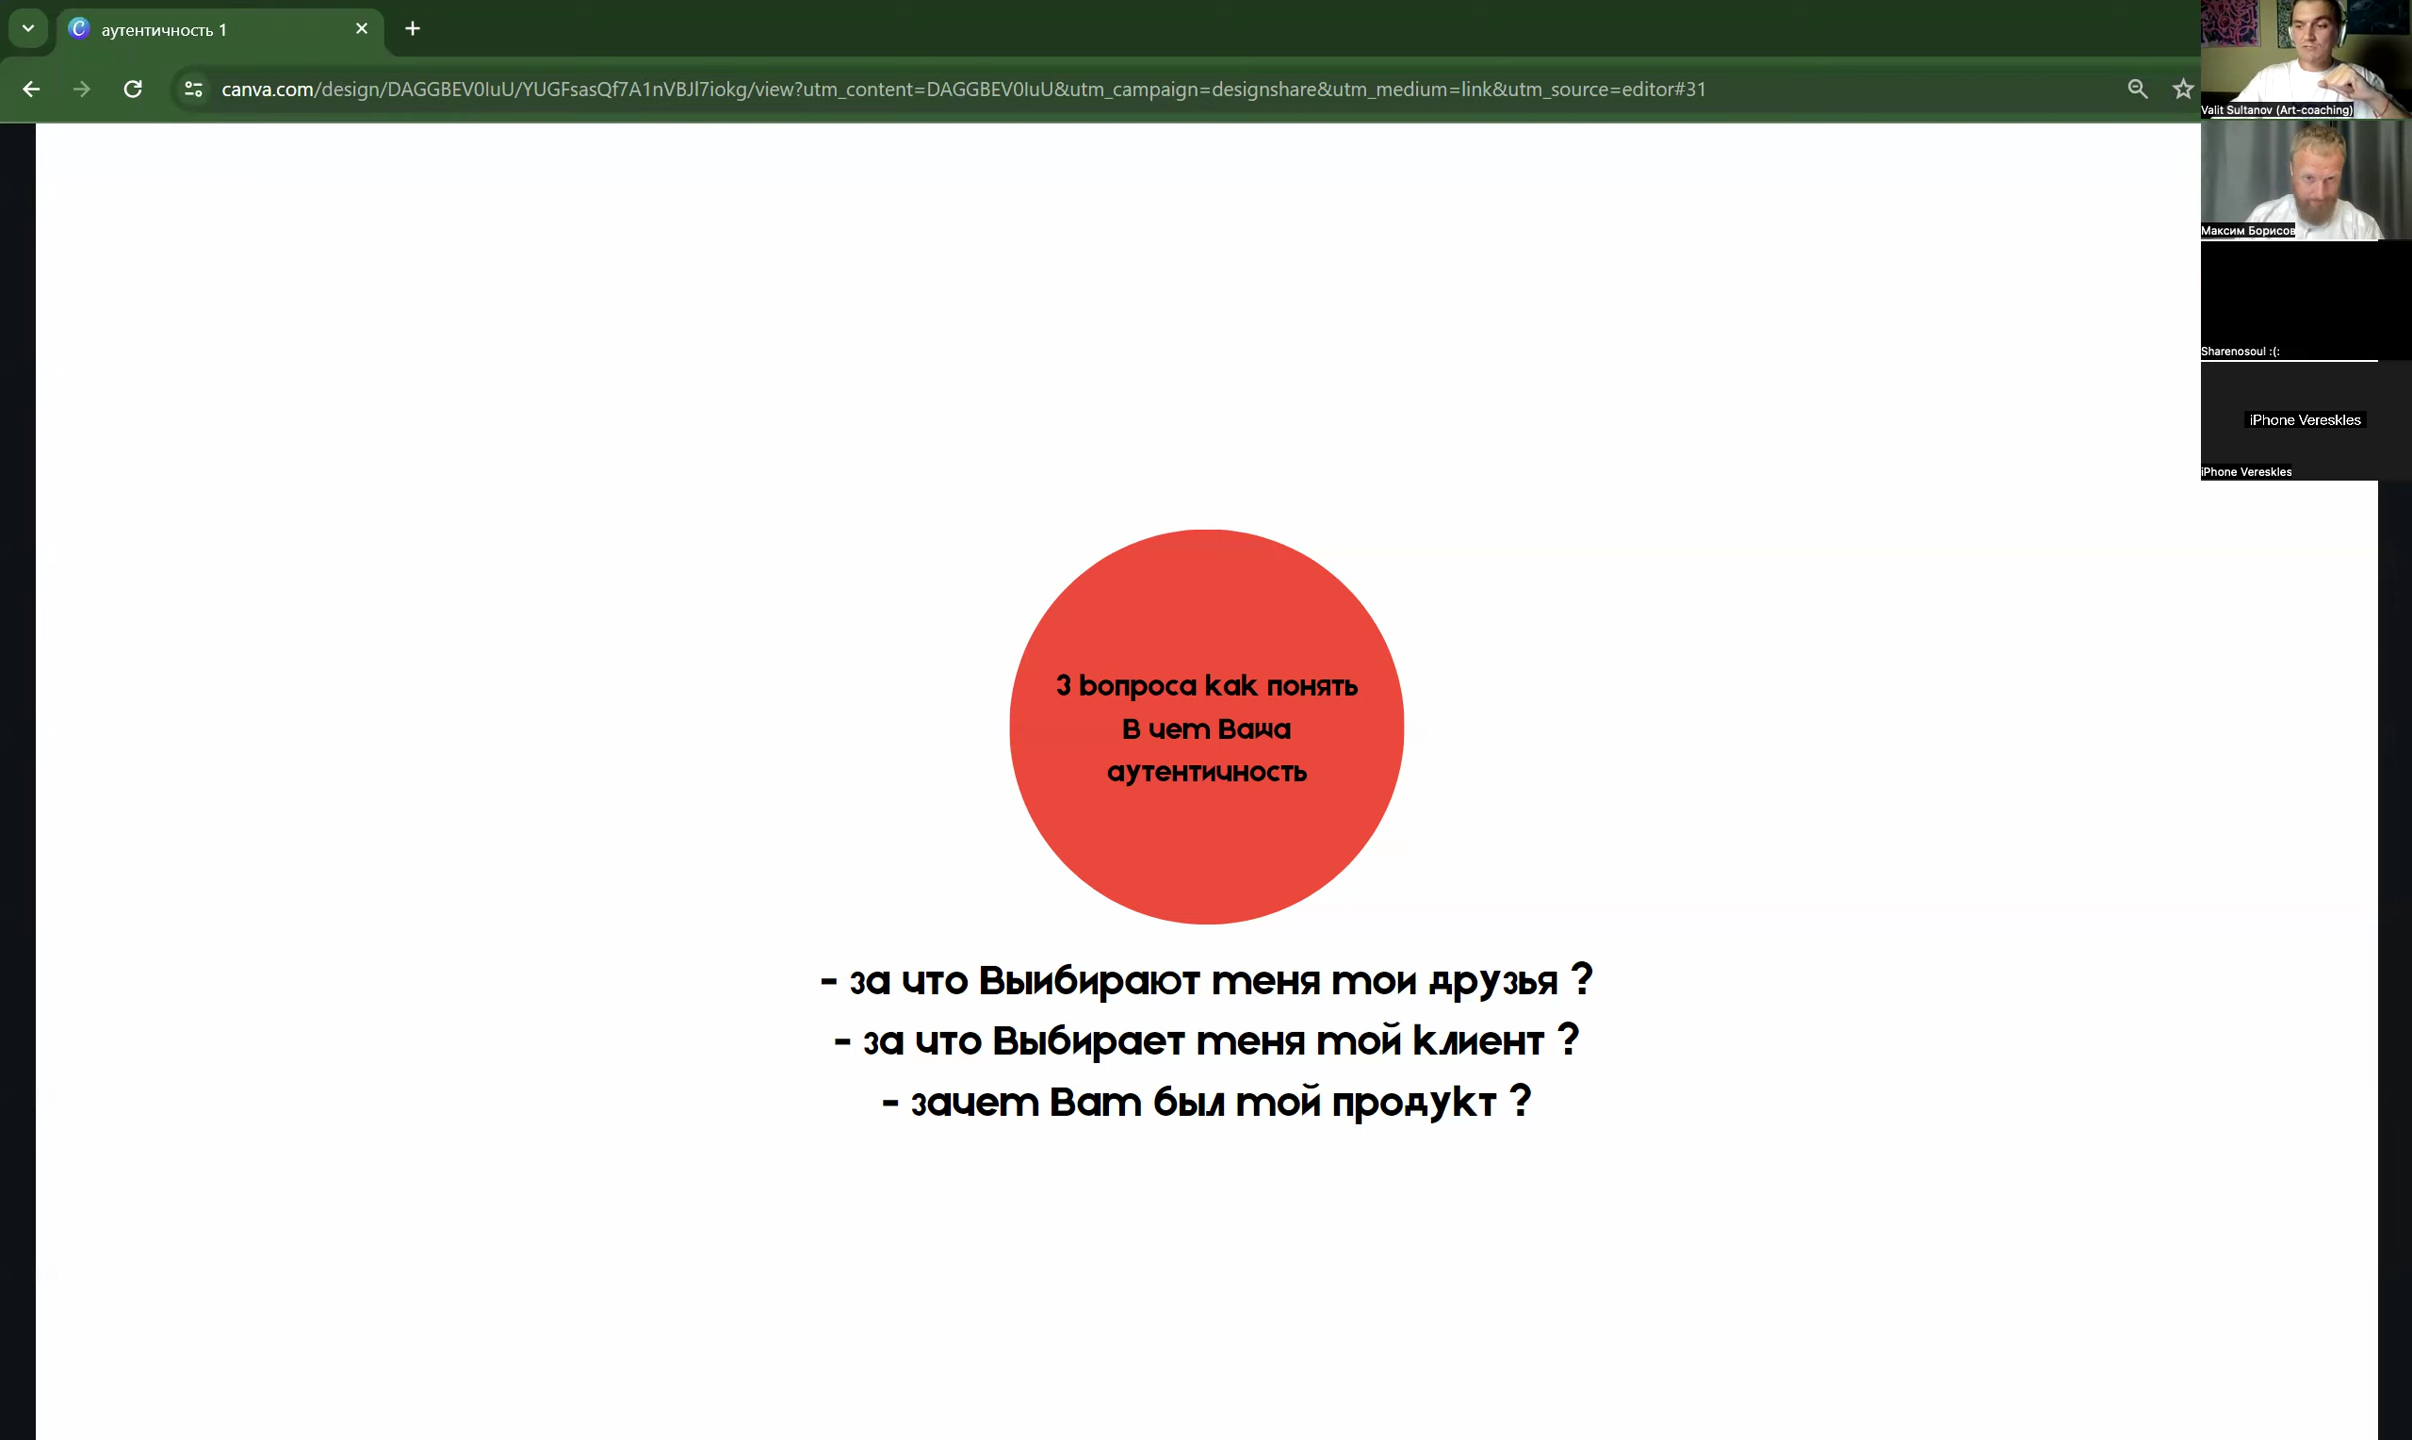 аутентичность 1
canva.com/design/DAGGBEV0IuU/YUGFsasQf7A1nVBJl7iokg/view?utm_content=DAGGBEV0IuU&utm_campaign=designshare&utm_medium=link&utm_source=editor#31
Valit Sultanov (Art-coaching)
Максим Борисов
Sharenosoul :(:
iPhone Vereskles
iPhone Vereskles
3 вопроса как понять
В чем Ваша
аутентичность
- за что Выибирают меня мои друзья ?
- за что Выбирает меня мой клиент ?
- зачем Вам был мой продукт ?